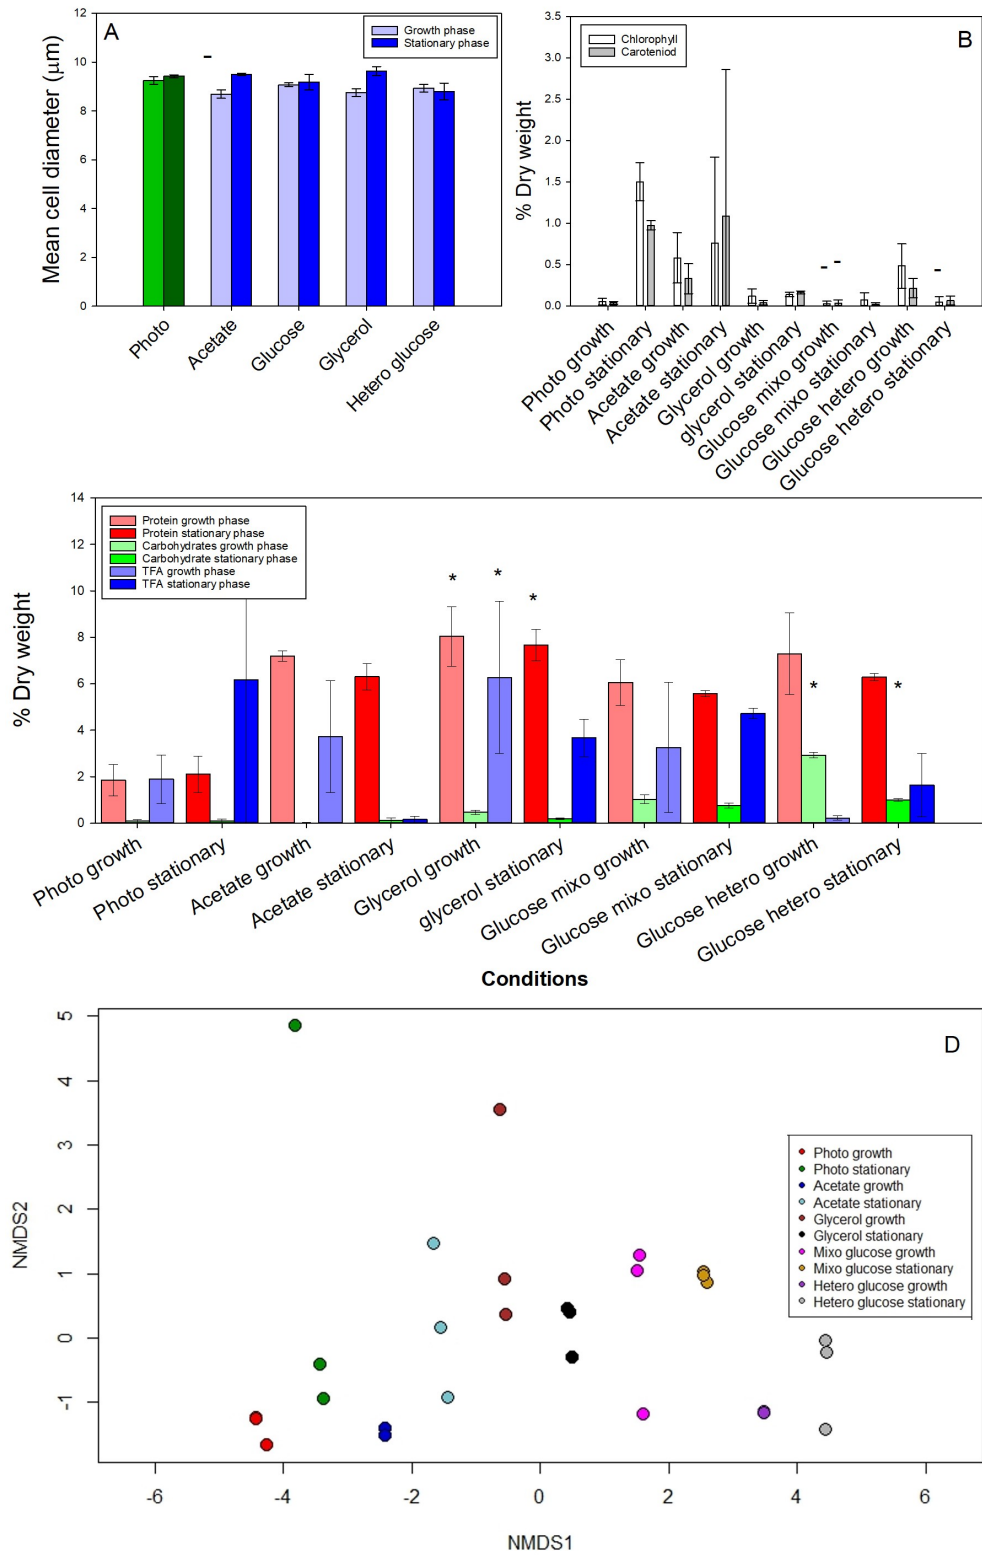 A
Growth phase
Stationary phase
Mean cell diameter (μm)
12
10
8
6
4
2
0
Photo
Acetate
Glucose
Glycerol
Hetero glucose
B
Chlorophyll
Caroteniod
% Dry weight
3.5
3.0
2.5
2.0
1.5
1.0
0.5
0.0
Photo growth
Photo stationary
Acetate growth
Acetate stationary
Glycerol growth
glycerol stationary
Glucose mixo growth
Glucose mixo stationary
Glucose hetero growth
Glucose hetero stationary
Protein growth phase
Protein stationary phase
Carbohydrates growth phase
Carbohydrate stationary phase
TFA growth phase
TFA stationary phase
% Dry weight
14
12
10
8
6
4
2
0
* * * * *
Photo growth
Photo stationary
Acetate growth
Acetate stationary
Glycerol growth
glycerol stationary
Glucose mixo growth
Glucose mixo stationary
Glucose hetero growth
Glucose hetero stationary
Conditions
D
NMDS2
5
4
3
2
1
0
-1
Photo growth
Photo stationary
Acetate growth
Acetate stationary
Glycerol growth
Glycerol stationary
Mixo glucose growth
Mixo glucose stationary
Hetero glucose growth
Hetero glucose stationary
-6 -4 -2 0 2 4 6
NMDS1